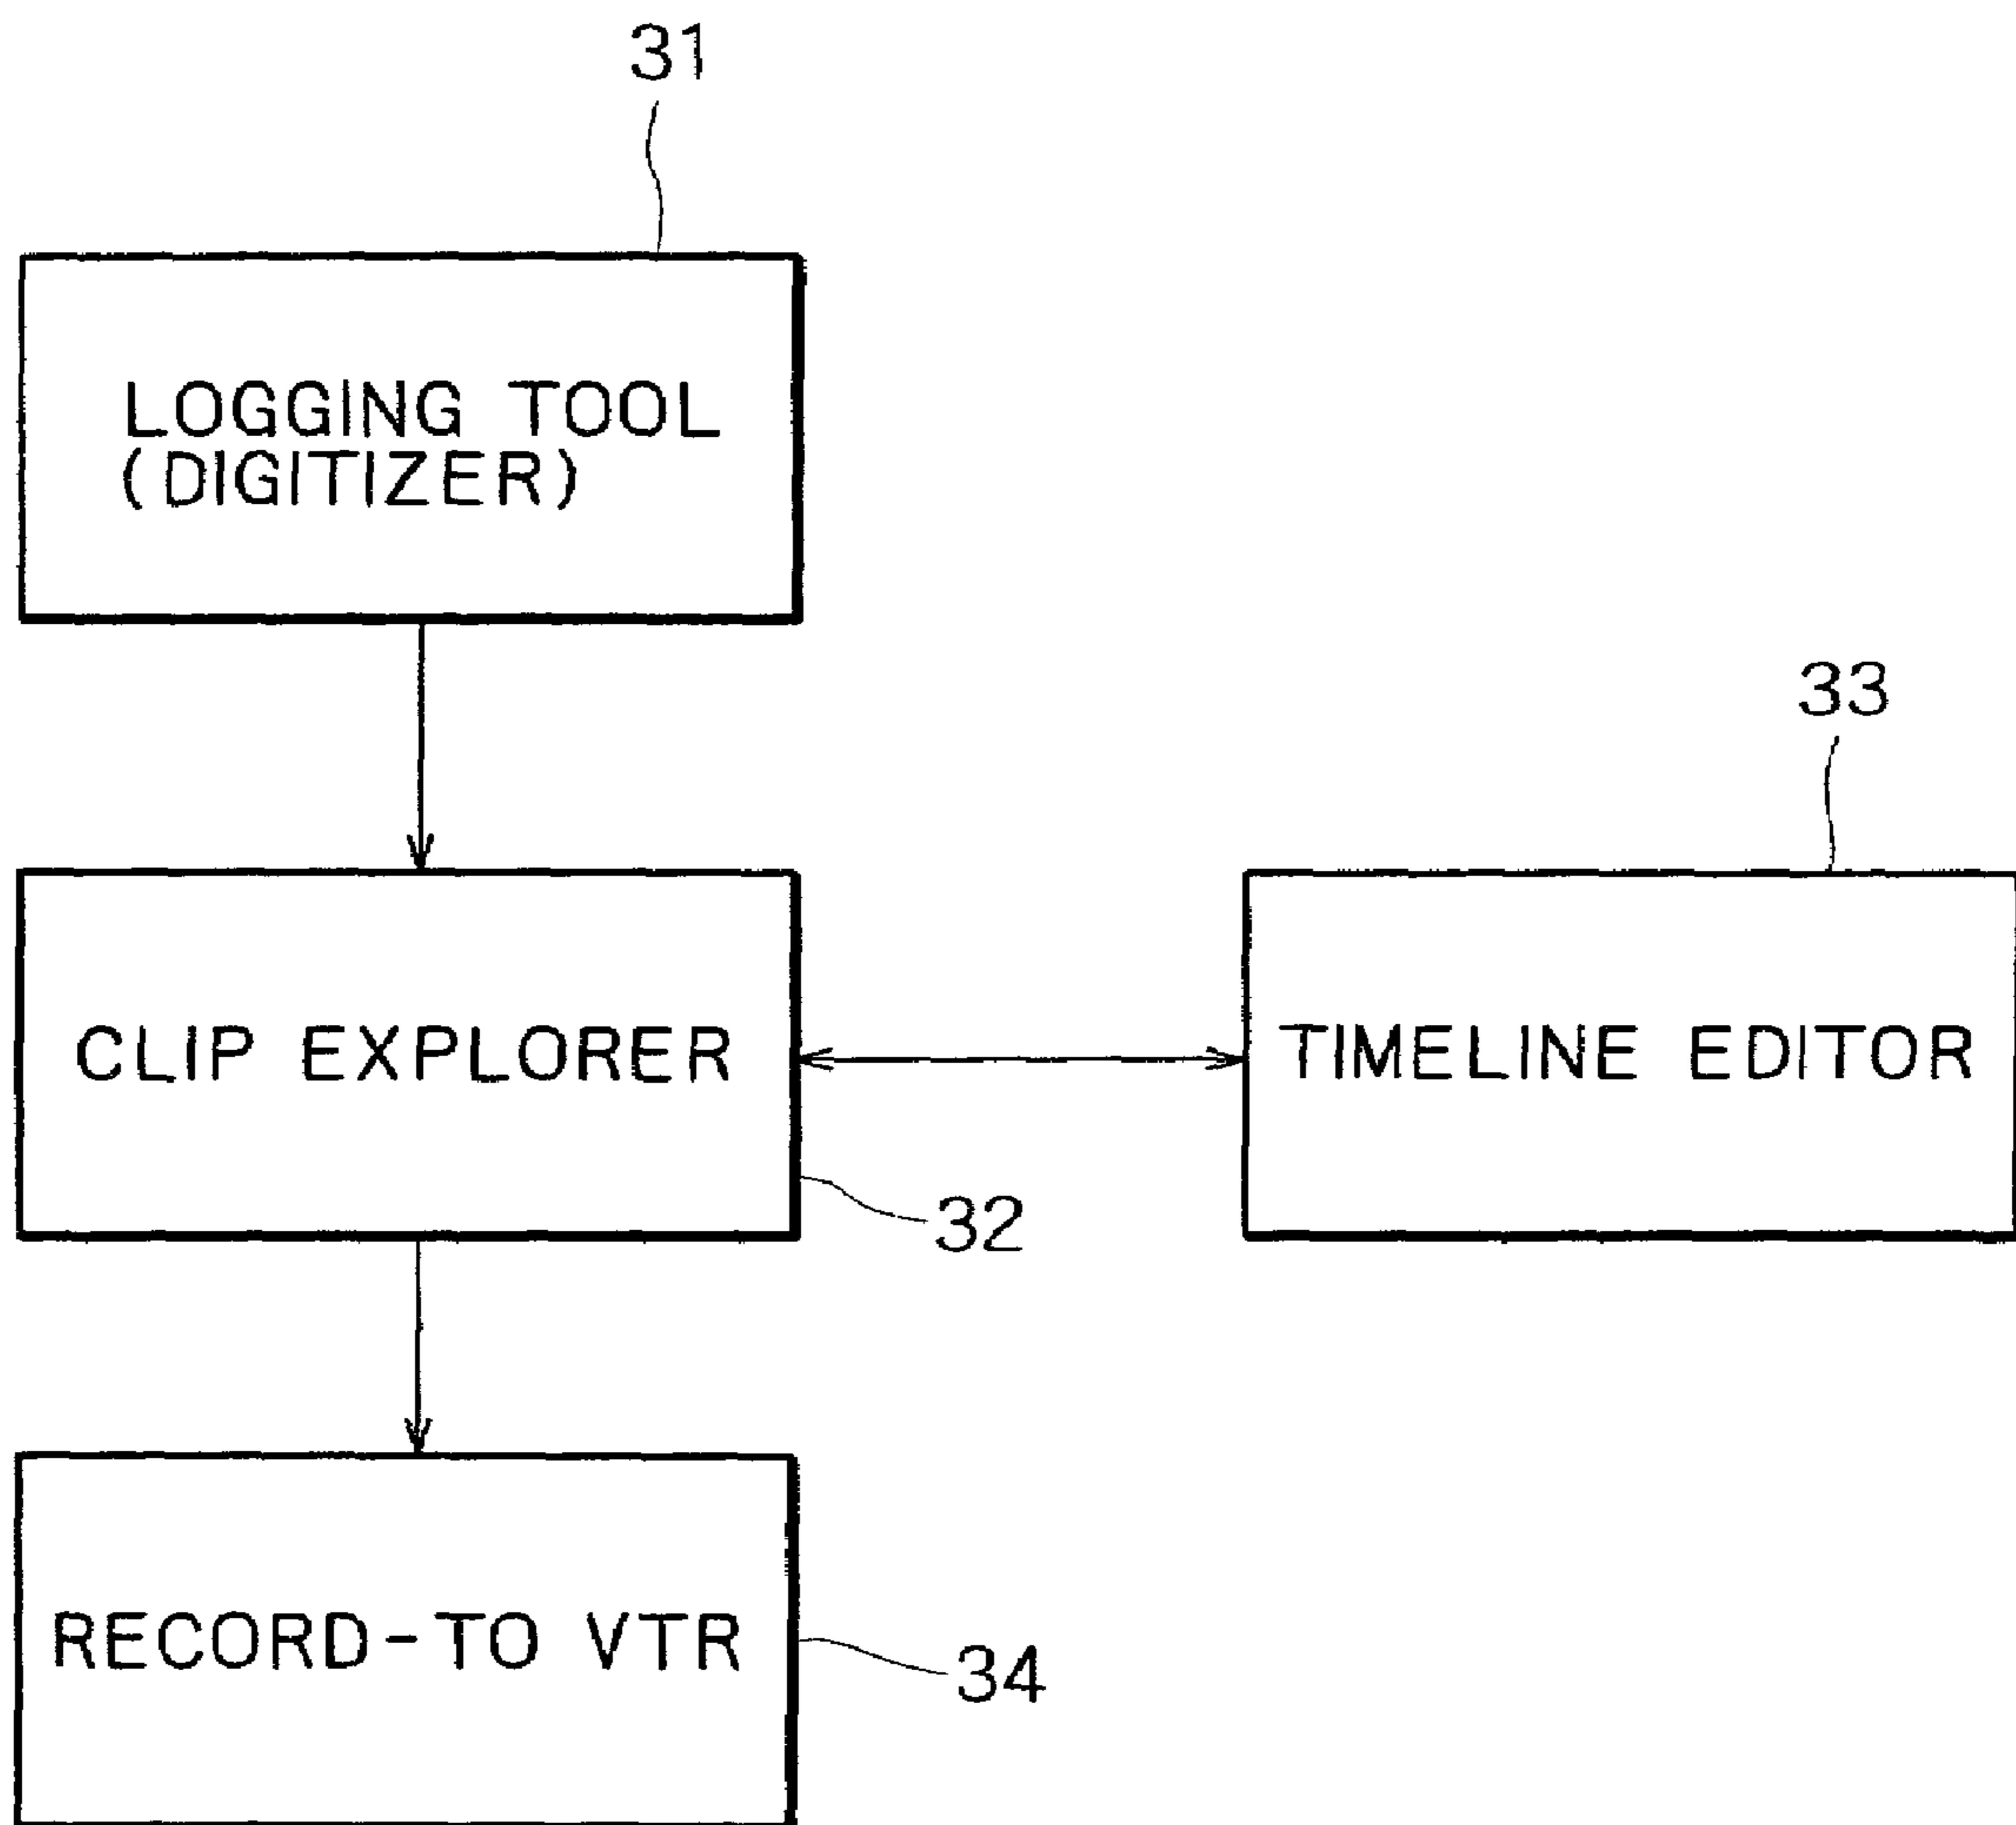 31
LOGGING TOOL
(DIGITIZER)
33
CLIP EXPLORER
TIMELINE EDITOR
32
RECORD-TO VTR
34